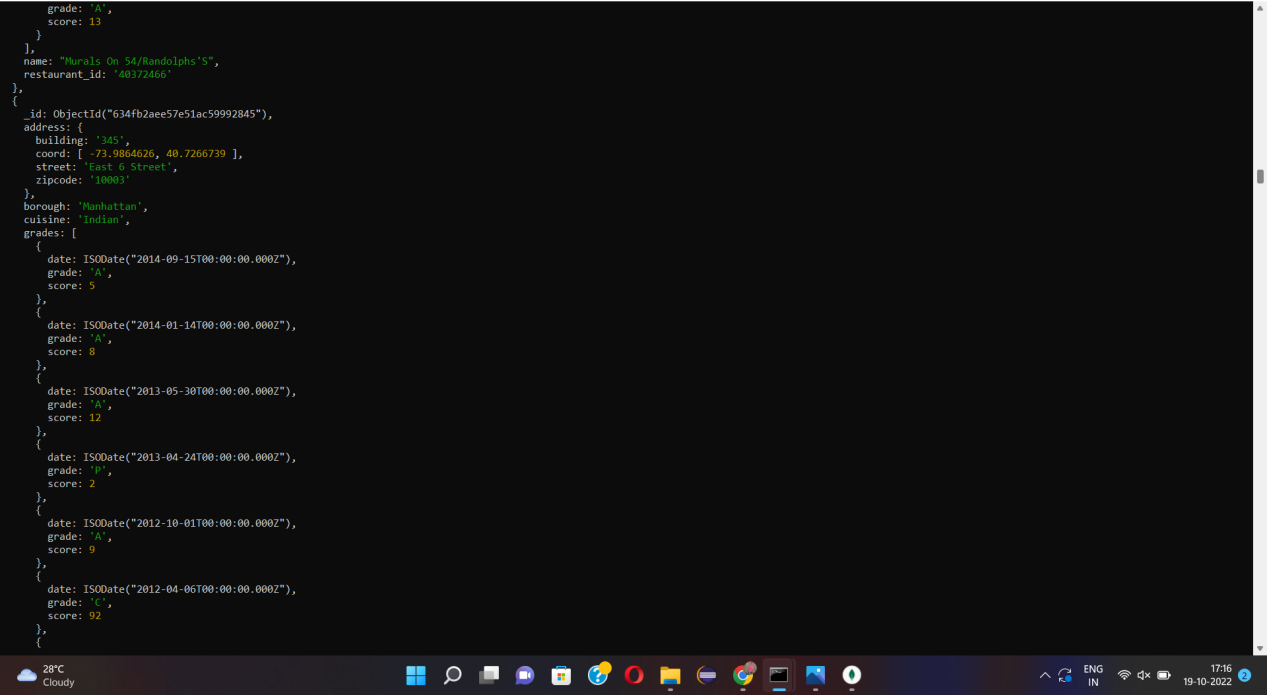 grade: 'A',
score: 13
}
],
name: "Murals On 54/Randolphs'S",
restaurant_id: '40372466'
},
{
_id: ObjectId("634fb2aee57e51ac59992845"),
address: {
building: '345',
coord: [ -73.9864626, 40.7266739 ],
street: 'East 6 Street',
zipcode: '10003'
},
borough: 'Manhattan',
cuisine: 'Indian',
grades: [
{
date: ISODate("2014-09-15T00:00:00.000Z"),
grade: 'A',
score: 5
},
{
date: ISODate("2014-01-14T00:00:00.000Z"),
grade: 'A',
score: 8
},
{
date: ISODate("2013-05-30T00:00:00.000Z"),
grade: 'A',
score: 12
},
{
date: ISODate("2013-04-24T00:00:00.000Z"),
grade: 'P',
score: 2
},
{
date: ISODate("2012-10-01T00:00:00.000Z"),
grade: 'A',
score: 9
},
{
date: ISODate("2012-04-06T00:00:00.000Z"),
grade: 'C',
score: 92
},
{
28°C
Cloudy
ENG
IN
17:16
19-10-2022
2